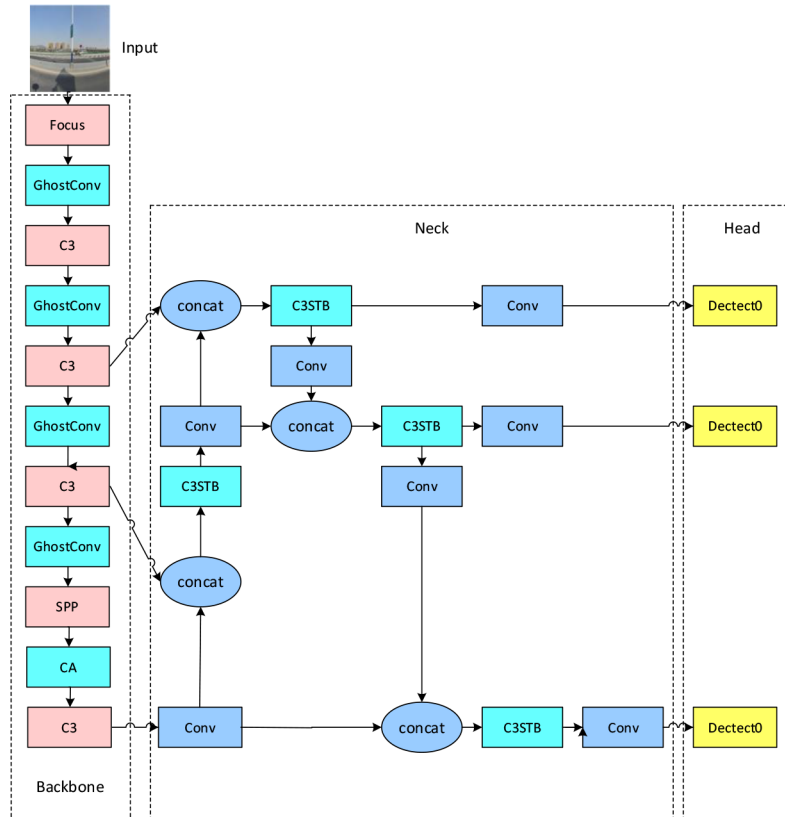 Input
Focus
GhostConv
C3
GhostConv
C3
GhostConv
C3
GhostConv
SPP
CA
C3
Backbone
Neck
concat
C3STB
Conv
Conv
Conv
concat
C3STB
Conv
C3STB
Conv
concat
Conv
concat
C3STB
Conv
Head
Dectect0
Dectect0
Dectect0